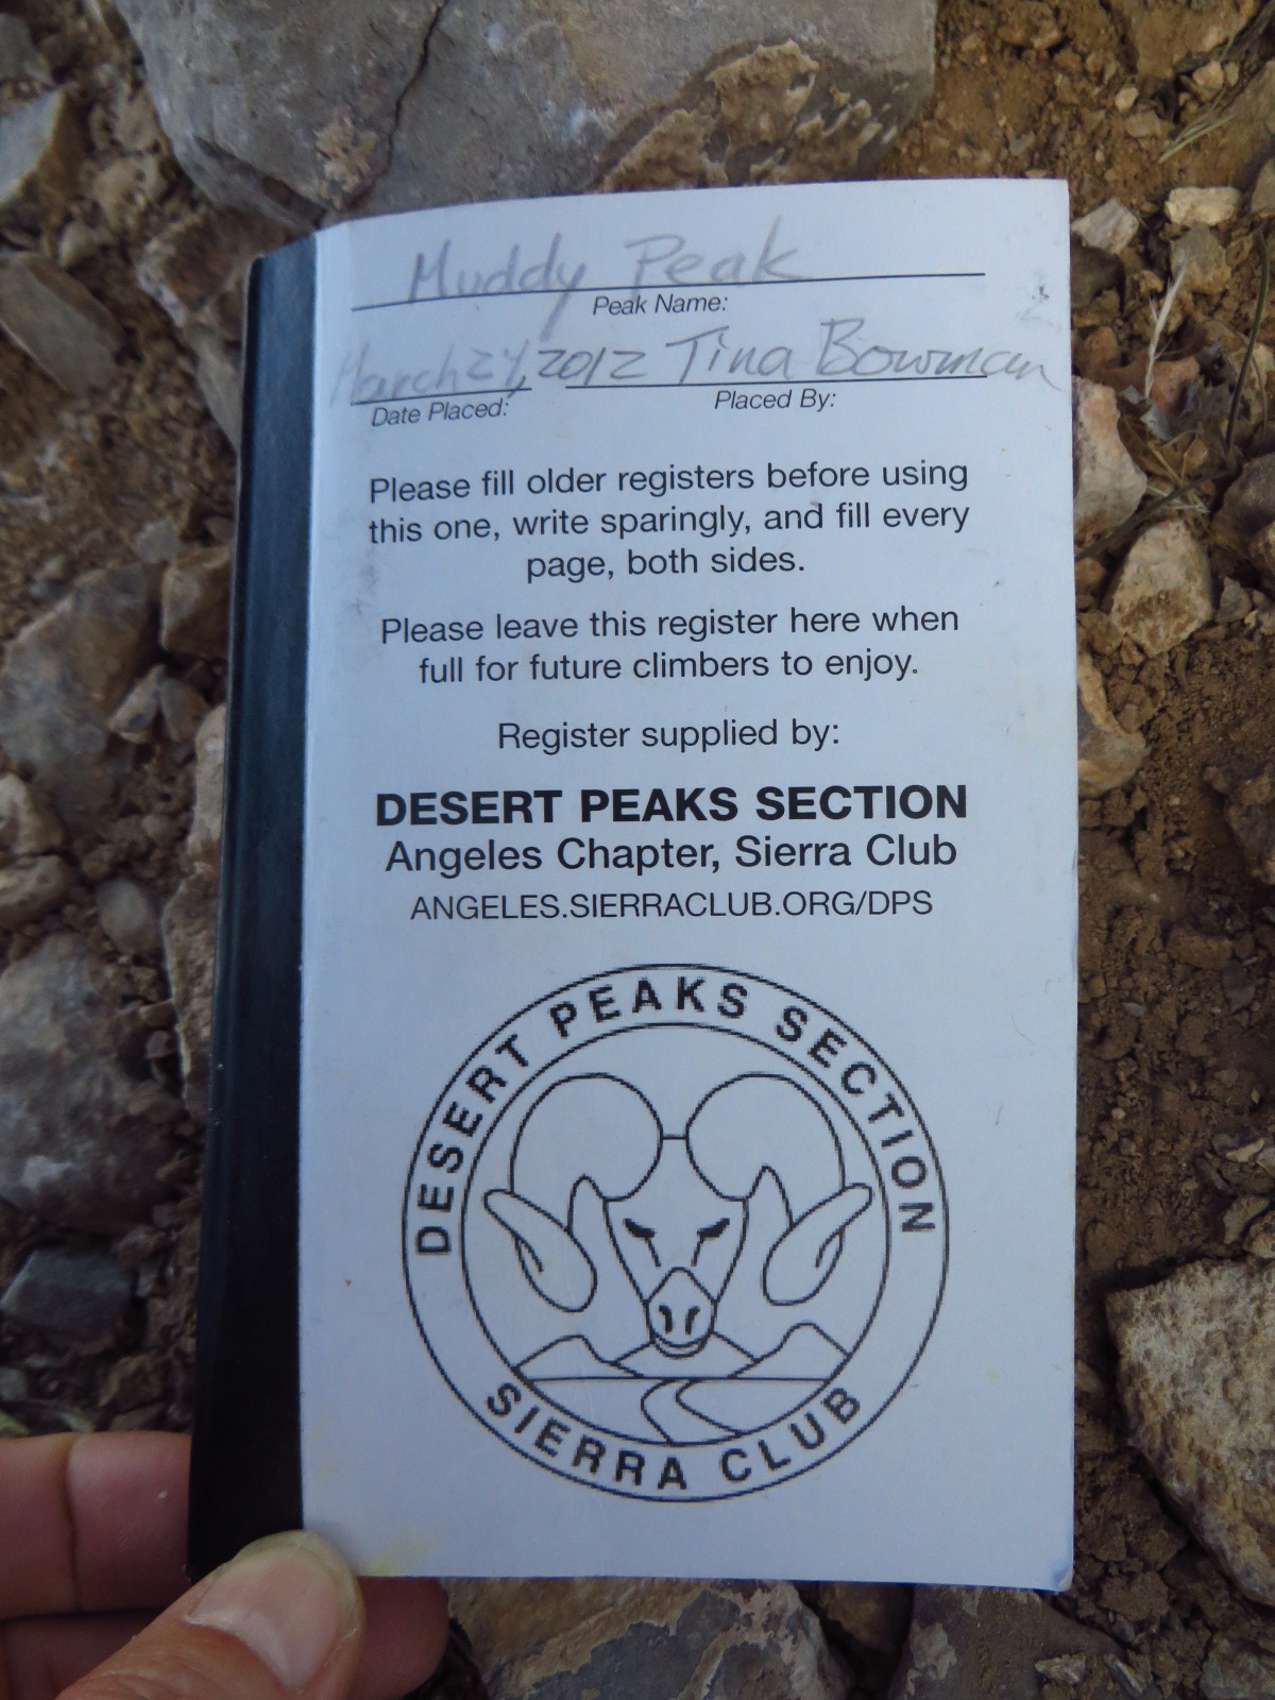 Muddy Peak
Peak Name:
March 24, 2012 Tina Bowman
Date Placed: Placed By:
Please fill older registers before using
this one, write sparingly, and fill every
page, both sides.
Please leave this register here when
full for future climbers to enjoy.
Register supplied by:
DESERT PEAKS SECTION
Angeles Chapter, Sierra Club
ANGELES.SIERRACLUB.ORG/DPS
DESERT PEAKS SECTION
SIERRA CLUB